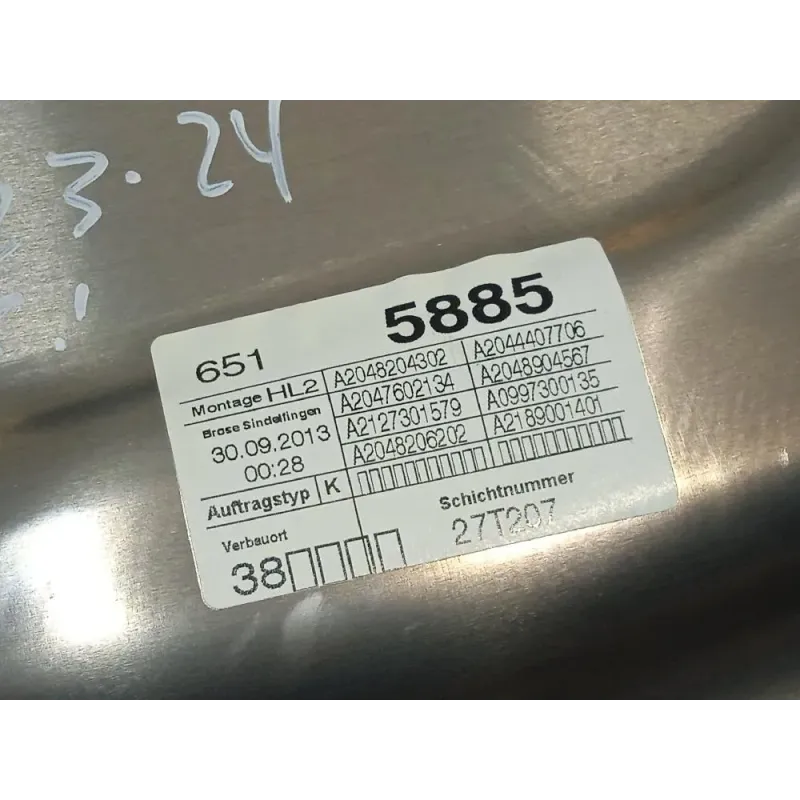 23.24
5885
651
Montage HL2
A2048204302 A2044407706
A2047602134 A2048904567
Brose Sindelfingen
A2127301579 A0997300135
30.09.2013
A2048206202 A2189001401
00:28
Auftragstyp K
Schichtnummer
27T207
Verbauort
38